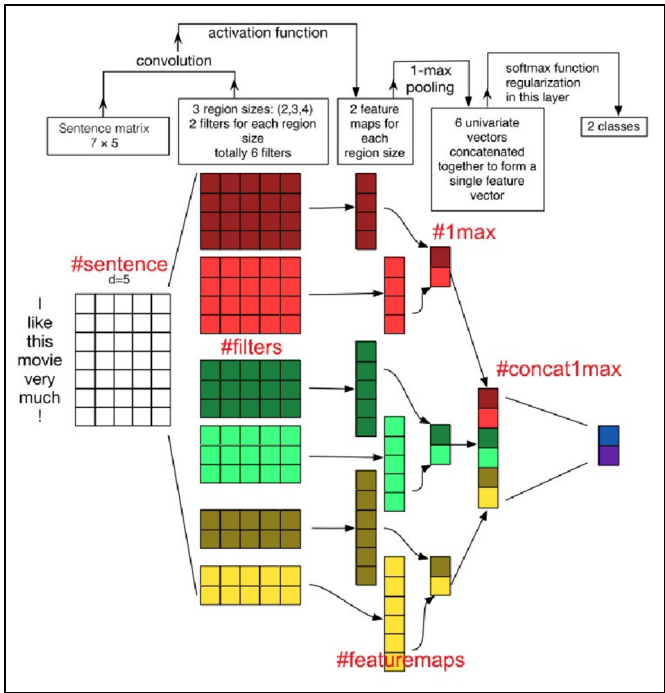 activation function
convolution
1-max
pooling
softmax function
regularization
in this layer
Sentence matrix
7 × 5
3 region sizes: (2,3,4)
2 filters for each region
size
totally 6 filters
2 feature
maps for
each
region size
6 univariate
vectors
concatenated
together to form a
single feature
vector
2 classes
#sentence
d=5
I
like
this
movie
very
much
!
#filters
#1max
#concat1max
#featuremaps